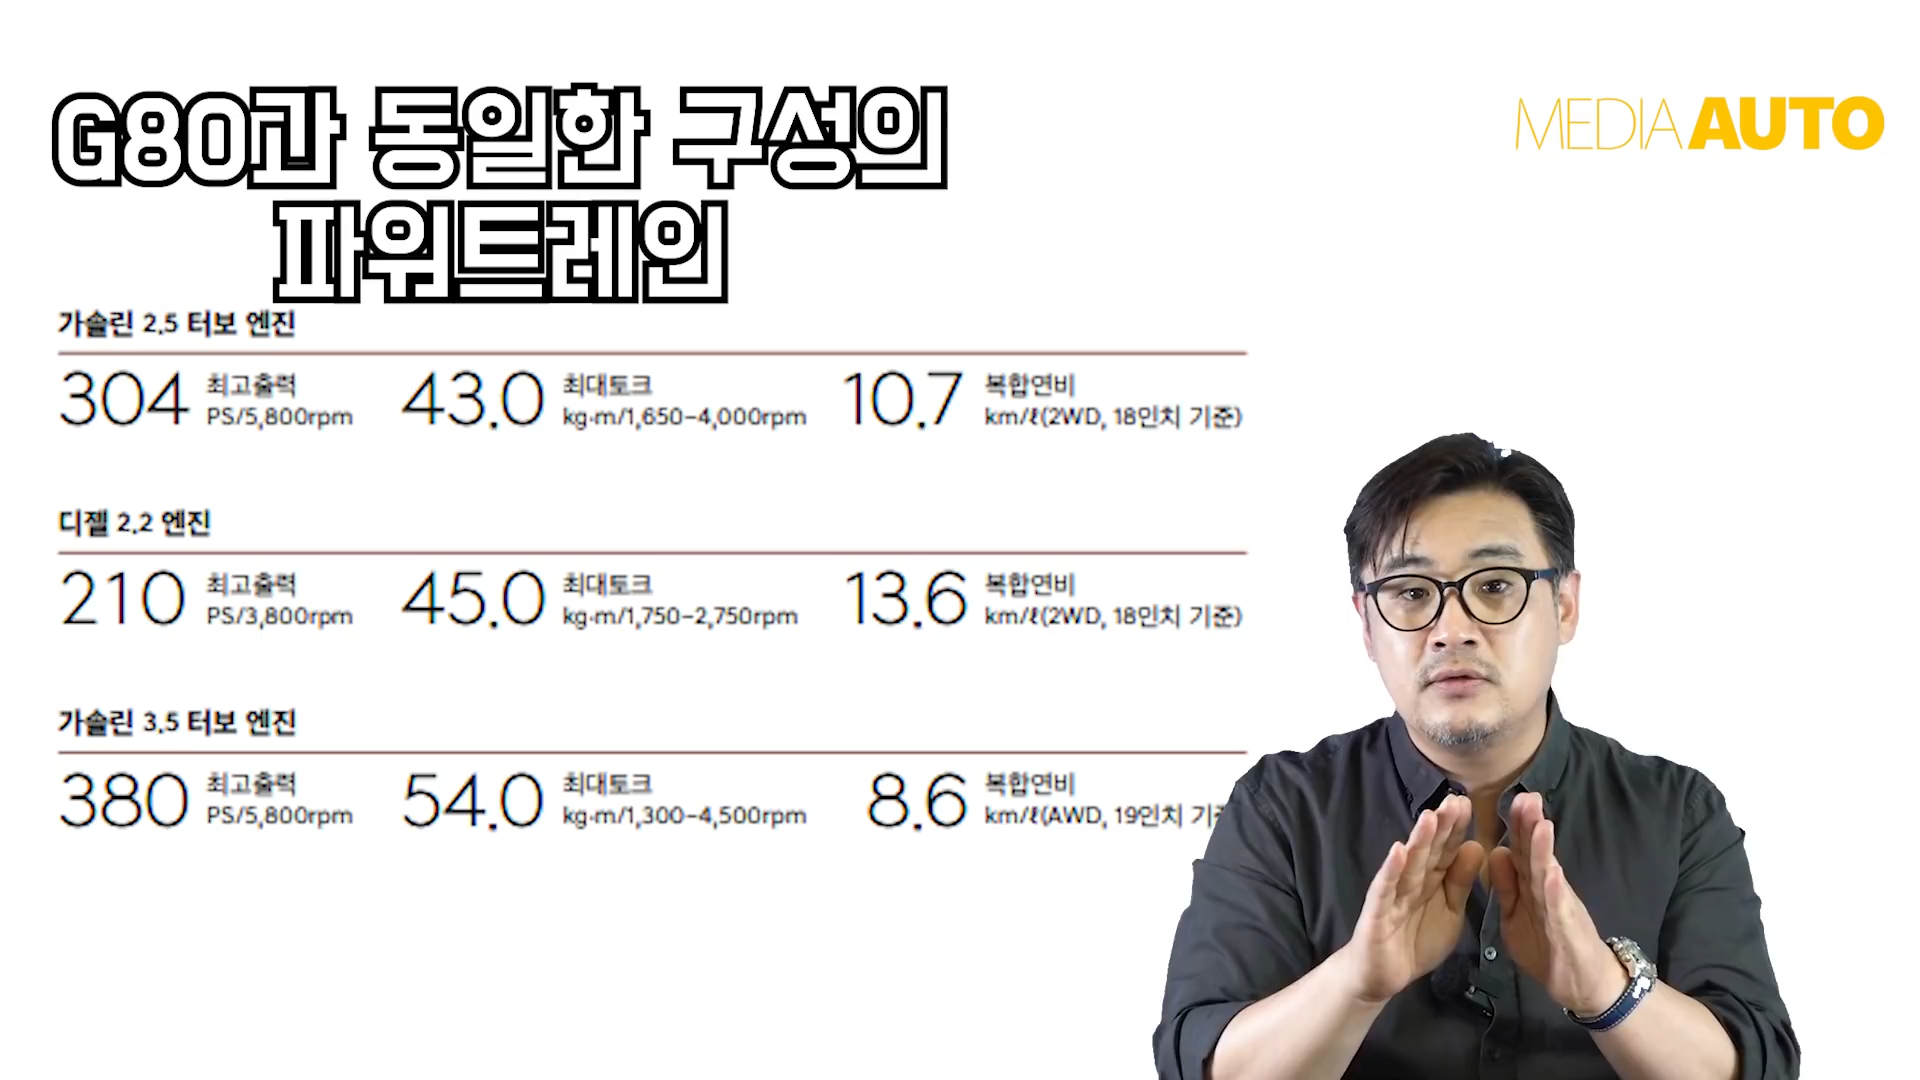 G80과 동일한 구성의
파워트레인
MEDIA AUTO
가솔린 2.5 터보 엔진
304 최고출력 PS/5,800rpm 43.0 최대토크 kg·m/1,650-4,000rpm 10.7 복합연비 km/ℓ(2WD, 18인치 기준)
디젤 2.2 엔진
210 최고출력 PS/3,800rpm 45.0 최대토크 kg·m/1,750-2,750rpm 13.6 복합연비 km/ℓ(2WD, 18인치 기준)
가솔린 3.5 터보 엔진
380 최고출력 PS/5,800rpm 54.0 최대토크 kg·m/1,300-4,500rpm 8.6 복합연비 km/ℓ(AWD, 19인치